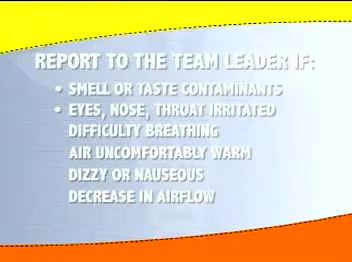 REPORT TO THE TEAM LEADER IF:
• SMELL OR TASTE CONTAMINANTS
• EYES, NOSE, THROAT IRRITATED
DIFFICULTY BREATHING
AIR UNCOMFORTABLY WARM
DIZZY OR NAUSEOUS
DECREASE IN AIRFLOW